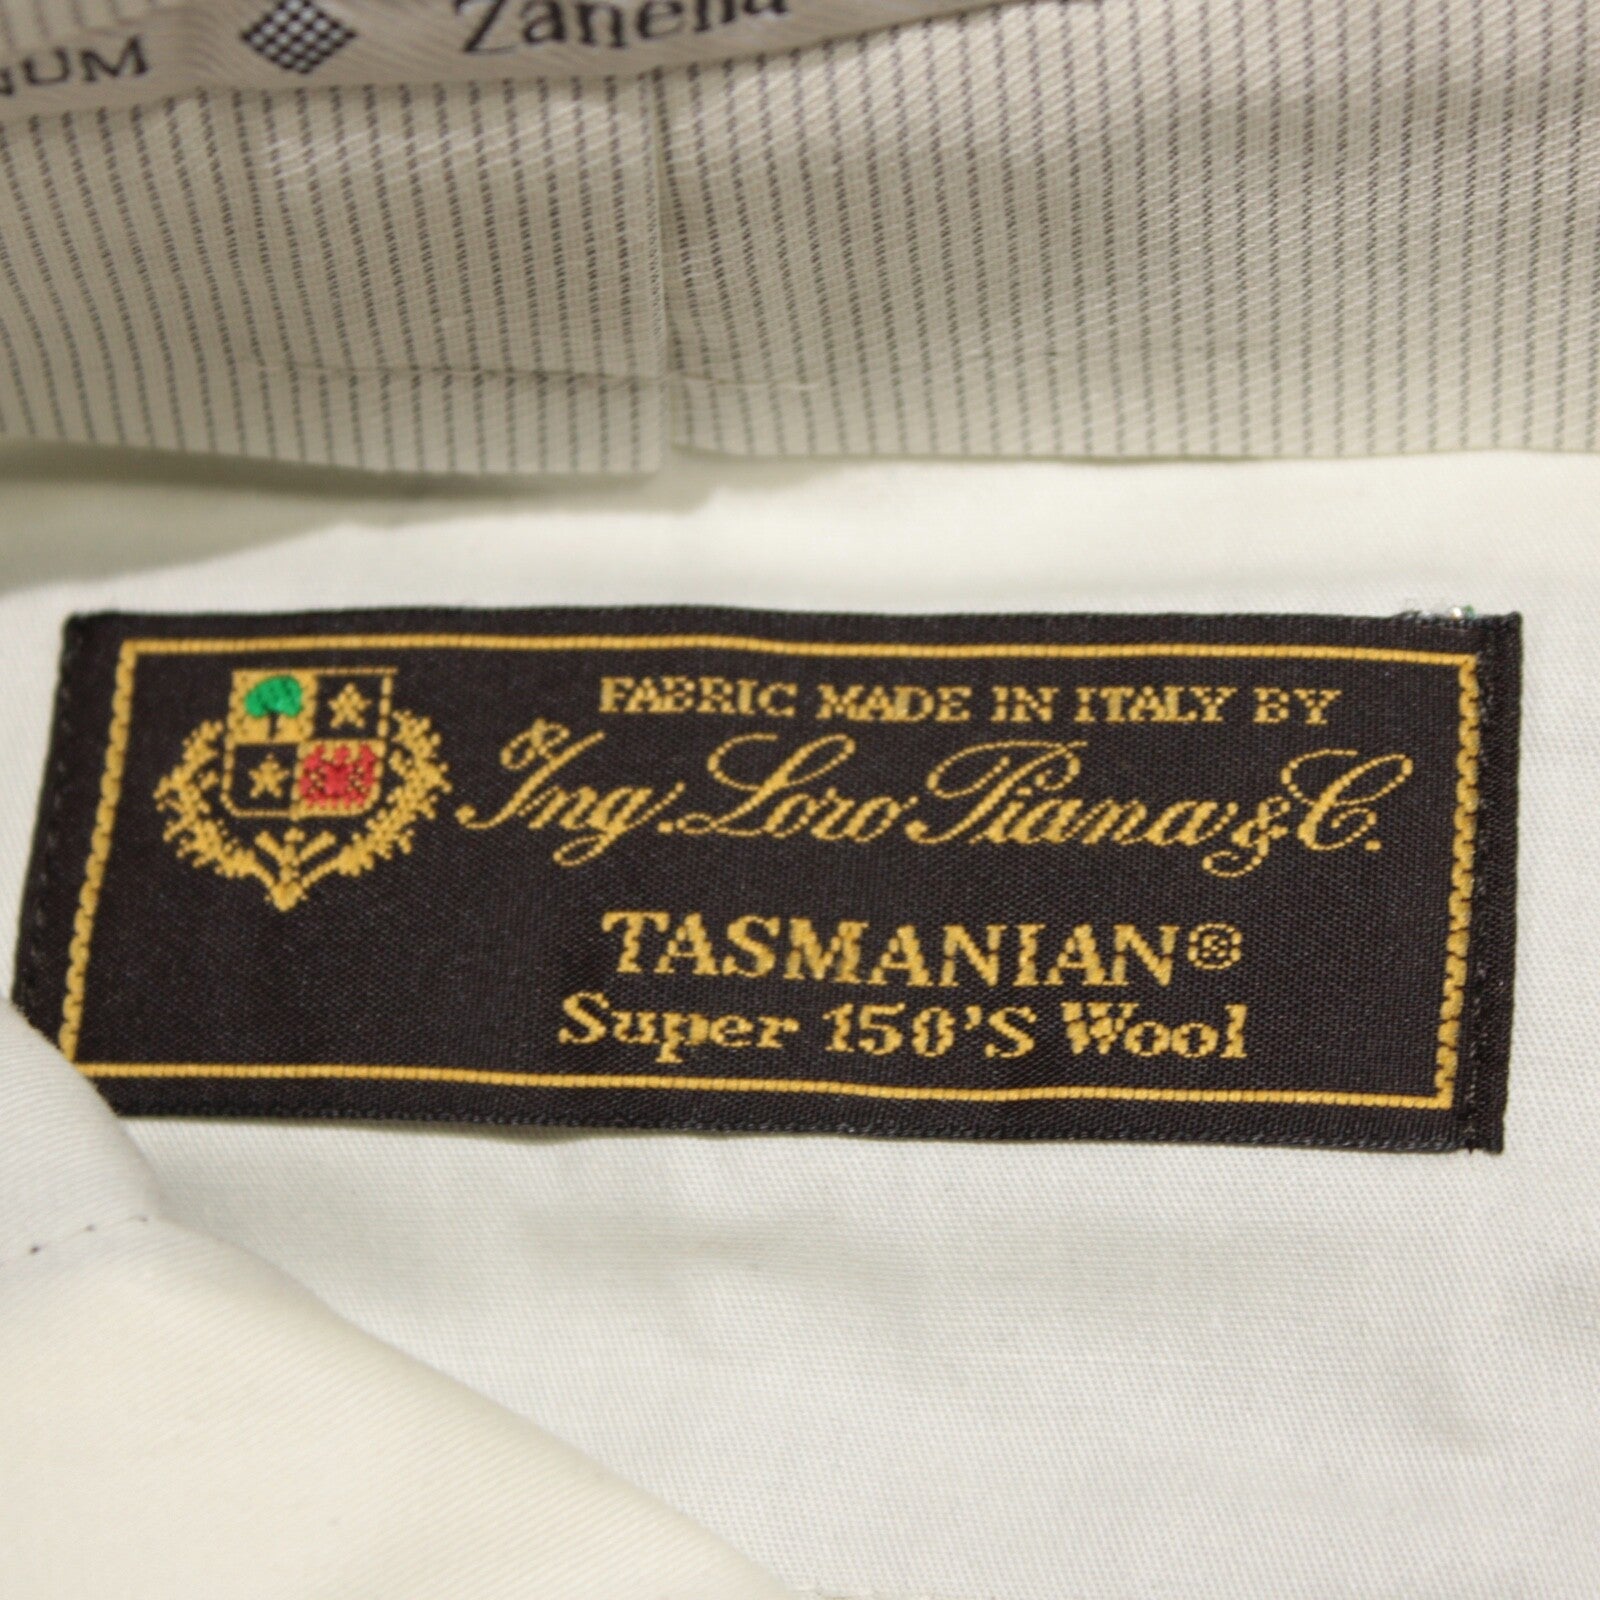 Zanella
FABRIC MADE IN ITALY BY
Ing. Loro Piana & C.
TASMANIAN®
Super 150'S Wool